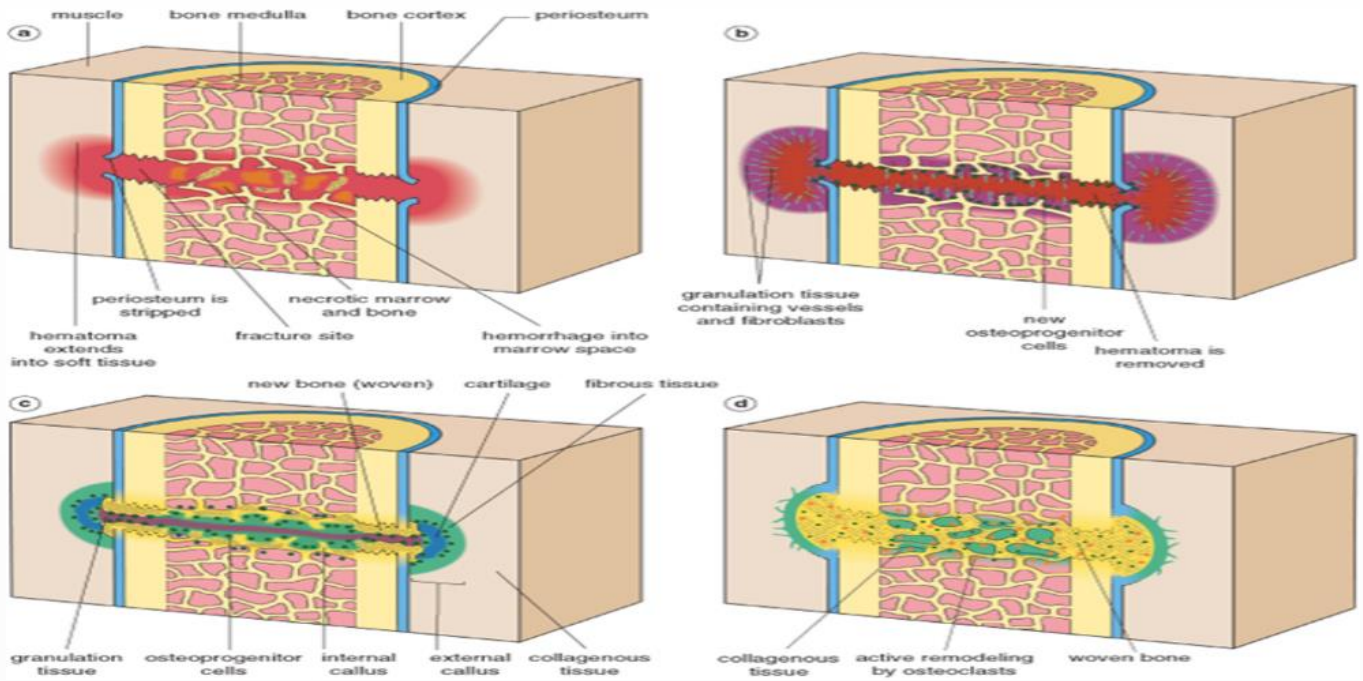 muscle bone medulla bone cortex periosteum
a
b
periosteum is
stripped
necrotic marrow
and bone
hematoma
extends
into soft tissue
fracture site
hemorrhage into
marrow space
granulation tissue
containing vessels
and fibroblasts
new
osteoprogenitor
cells
hematoma is
removed
new bone (woven) cartilage fibrous tissue
c
d
granulation
tissue
osteoprogenitor
cells
internal
callus
external
callus
collagenous
tissue
collagenous
tissue
active remodeling
by osteoclasts
woven bone